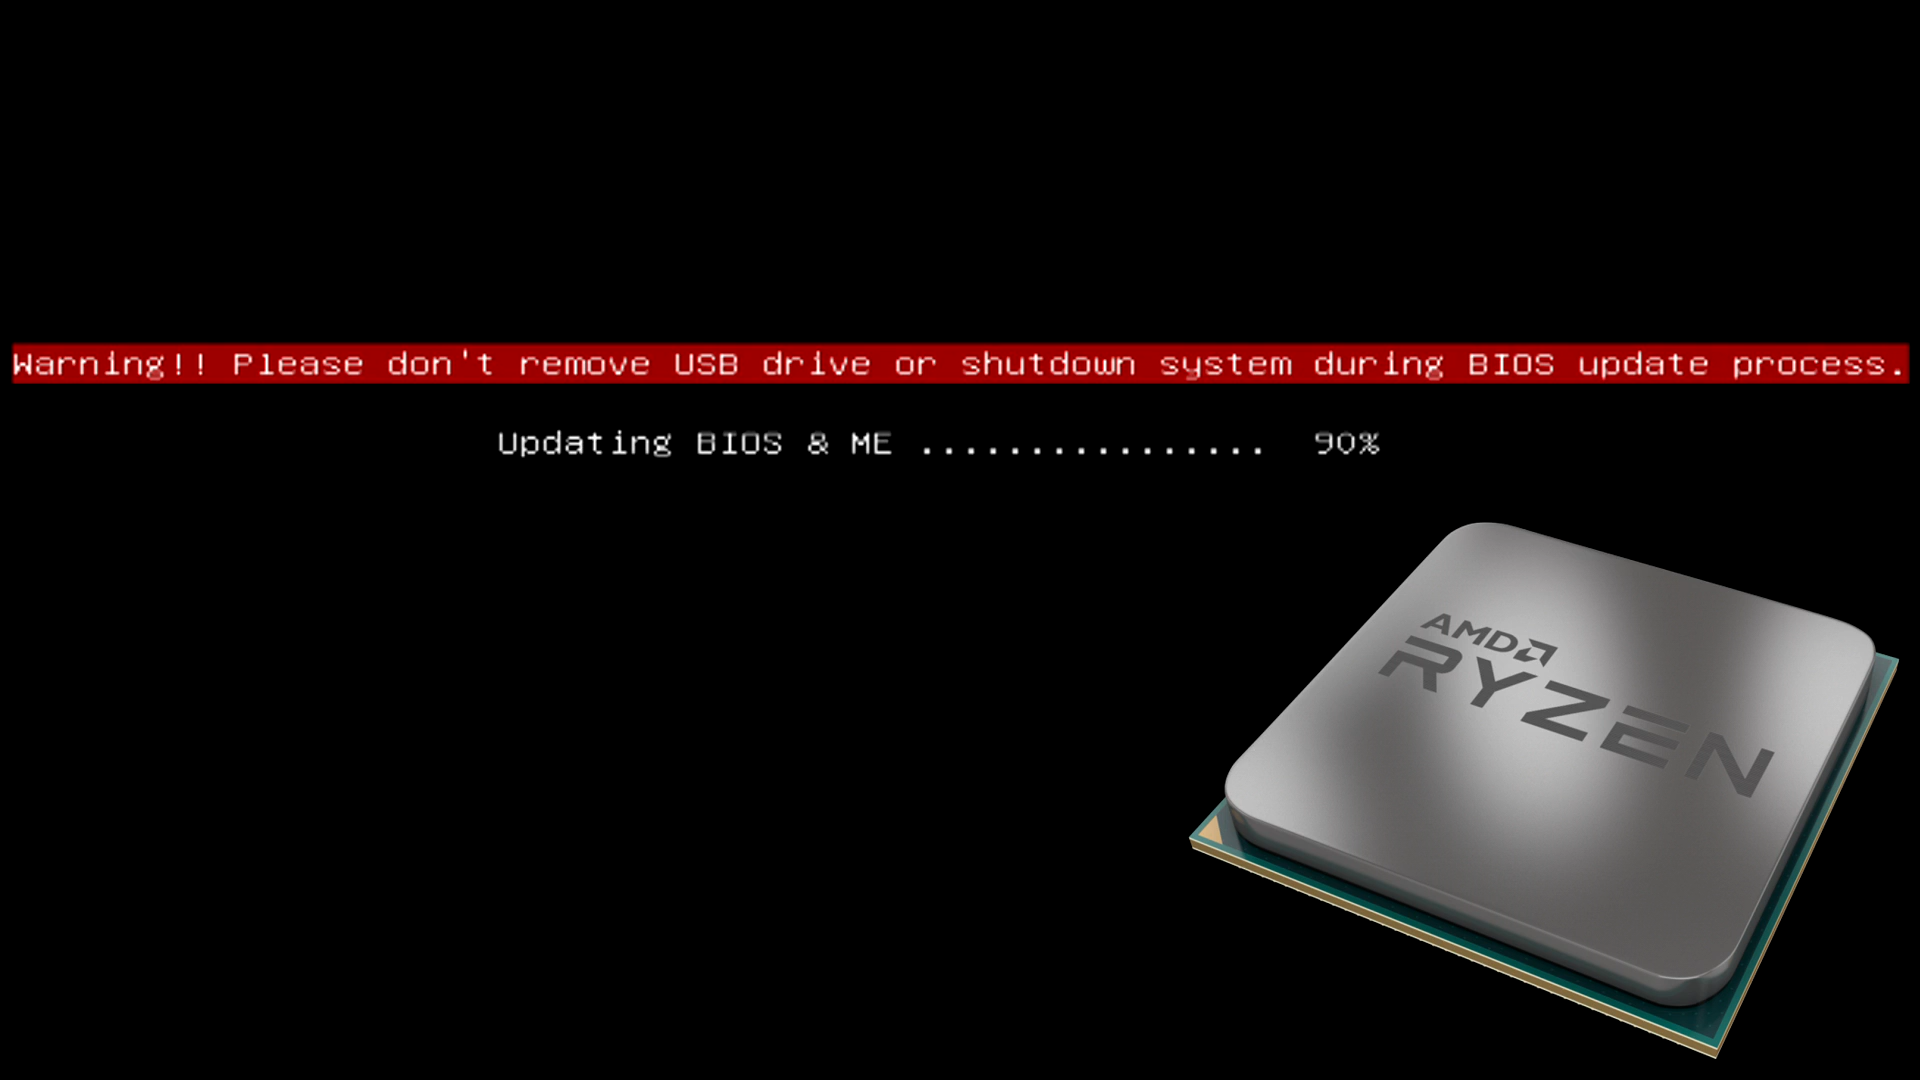 Warning!! Please don't remove USB drive or shutdown system during BIOS update process.
Updating BIOS & ME ................ 90%
AMD
RYZEN